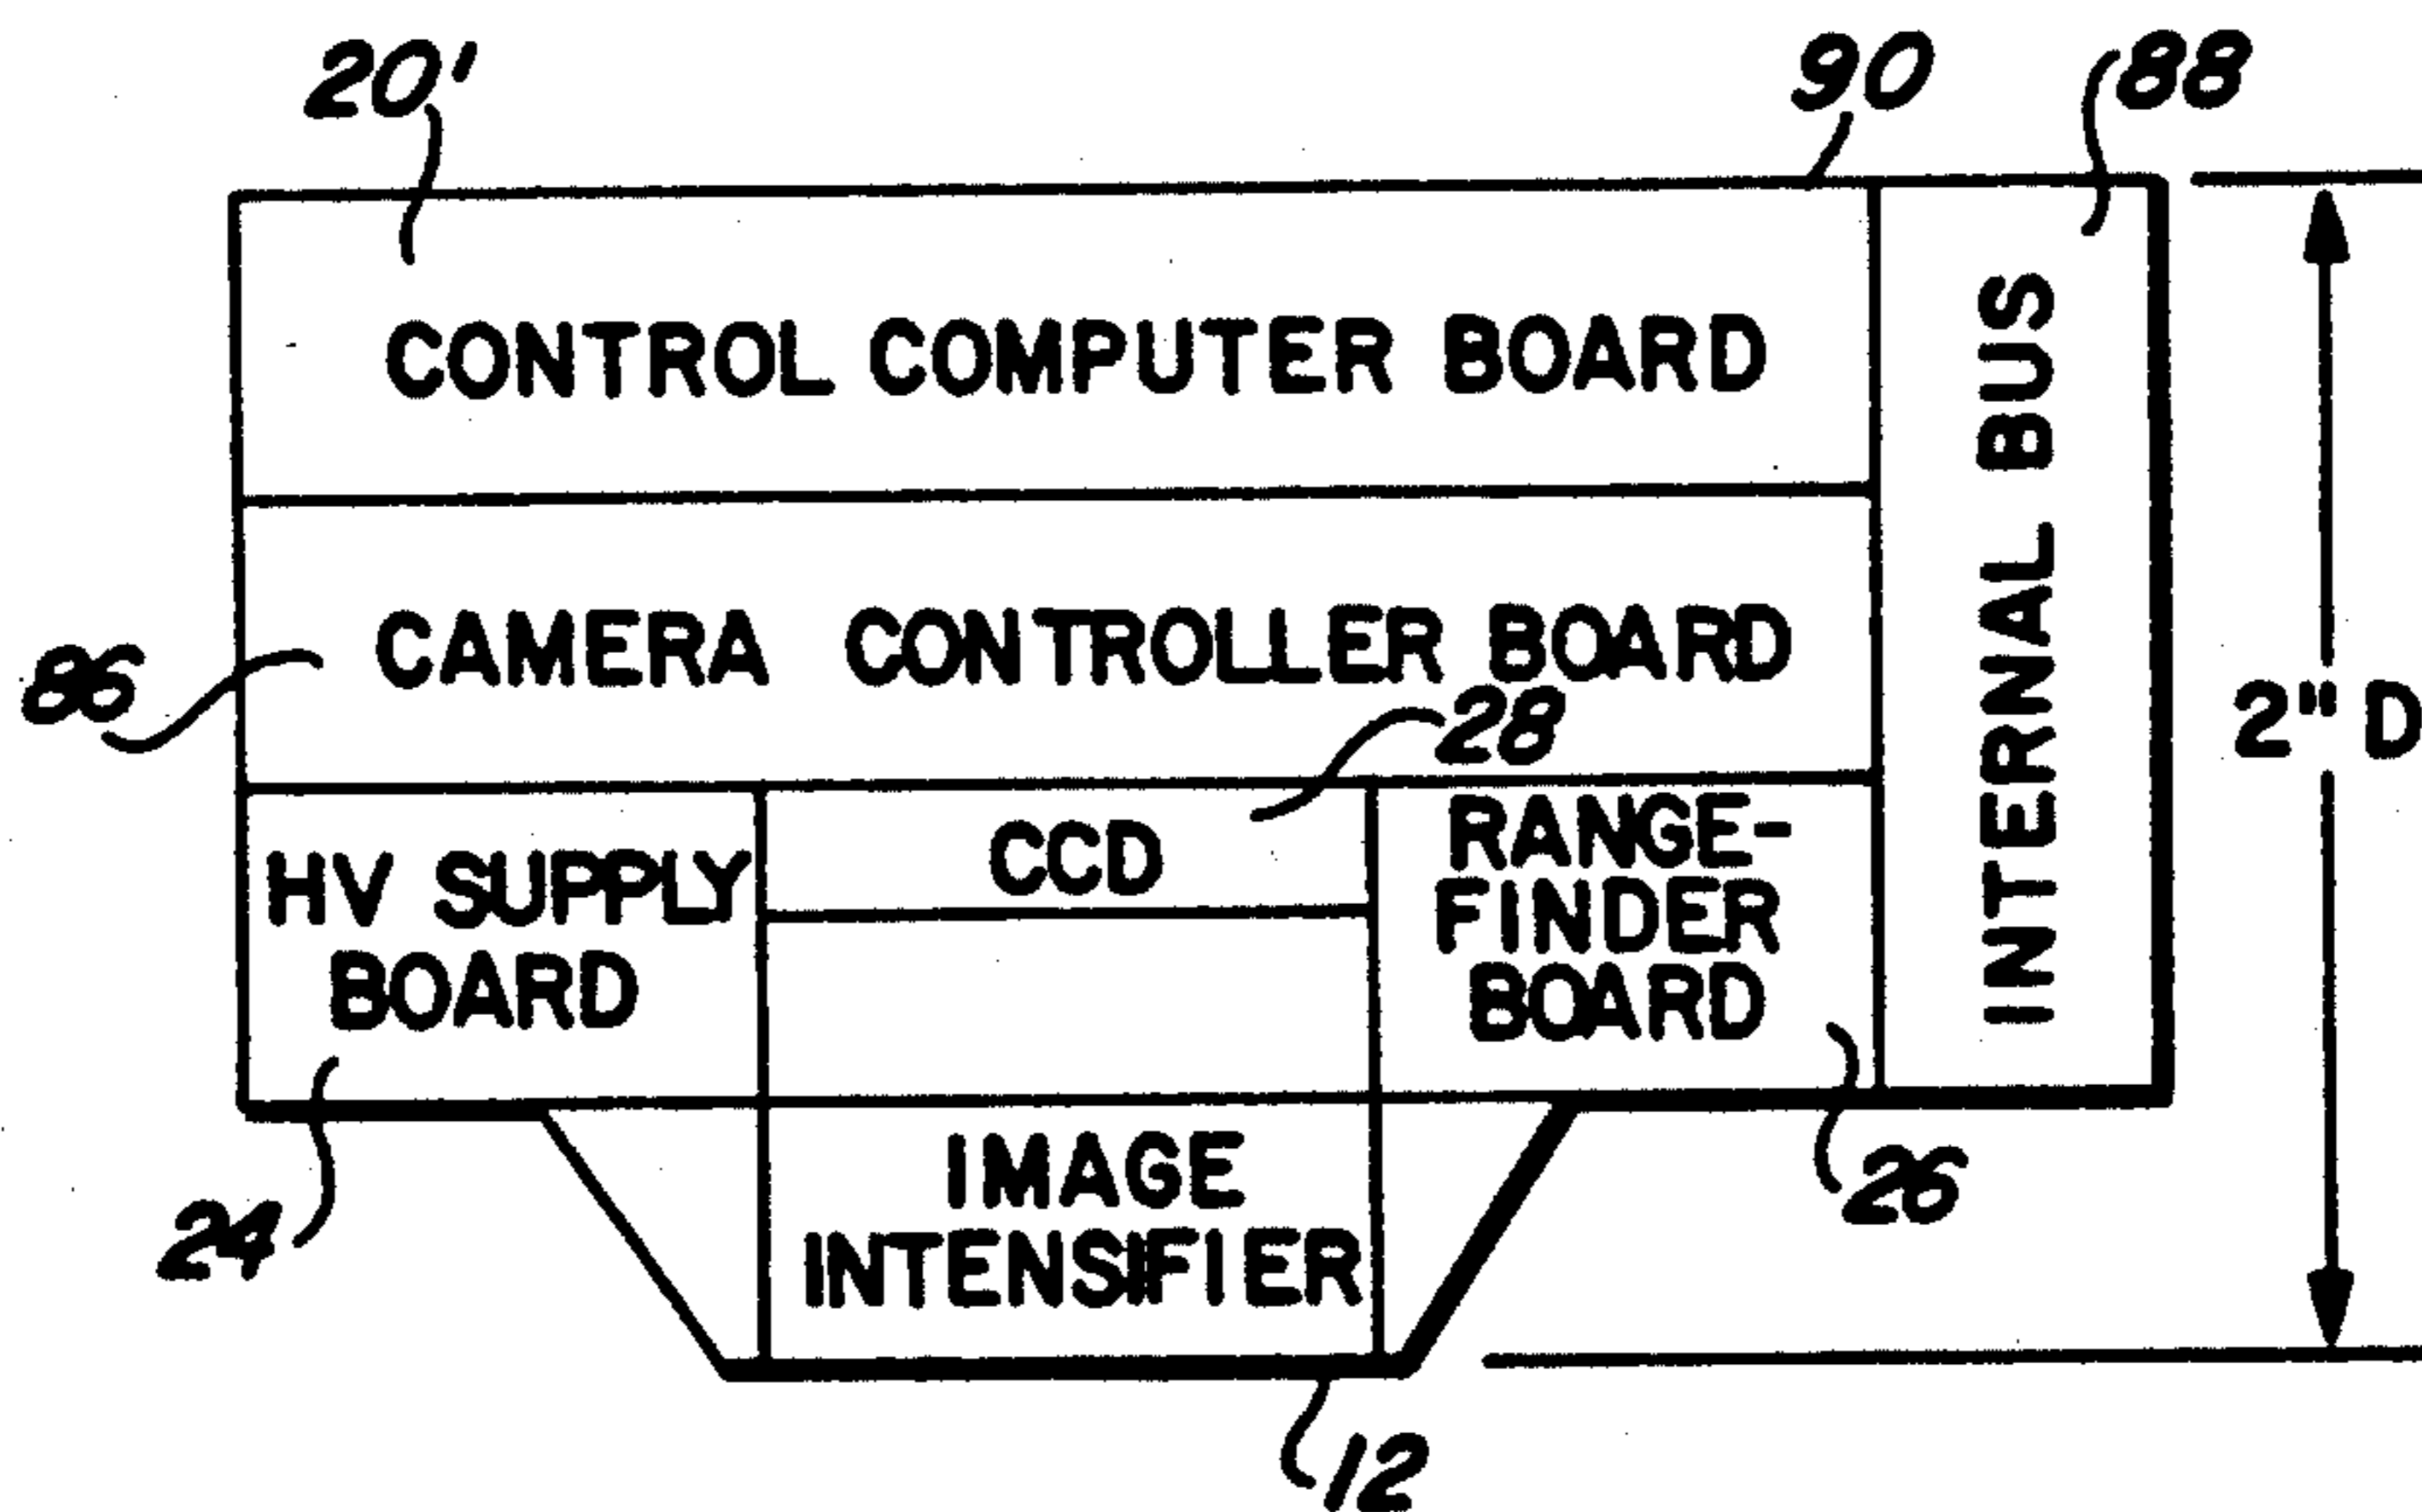 20'
90
88
CONTROL COMPUTER BOARD
INTERNAL BUS
86
CAMERA CONTROLLER BOARD
28
2" D
HV SUPPLY
BOARD
CCD
RANGE-
FINDER
BOARD
24
IMAGE
INTENSIFIER
26
12